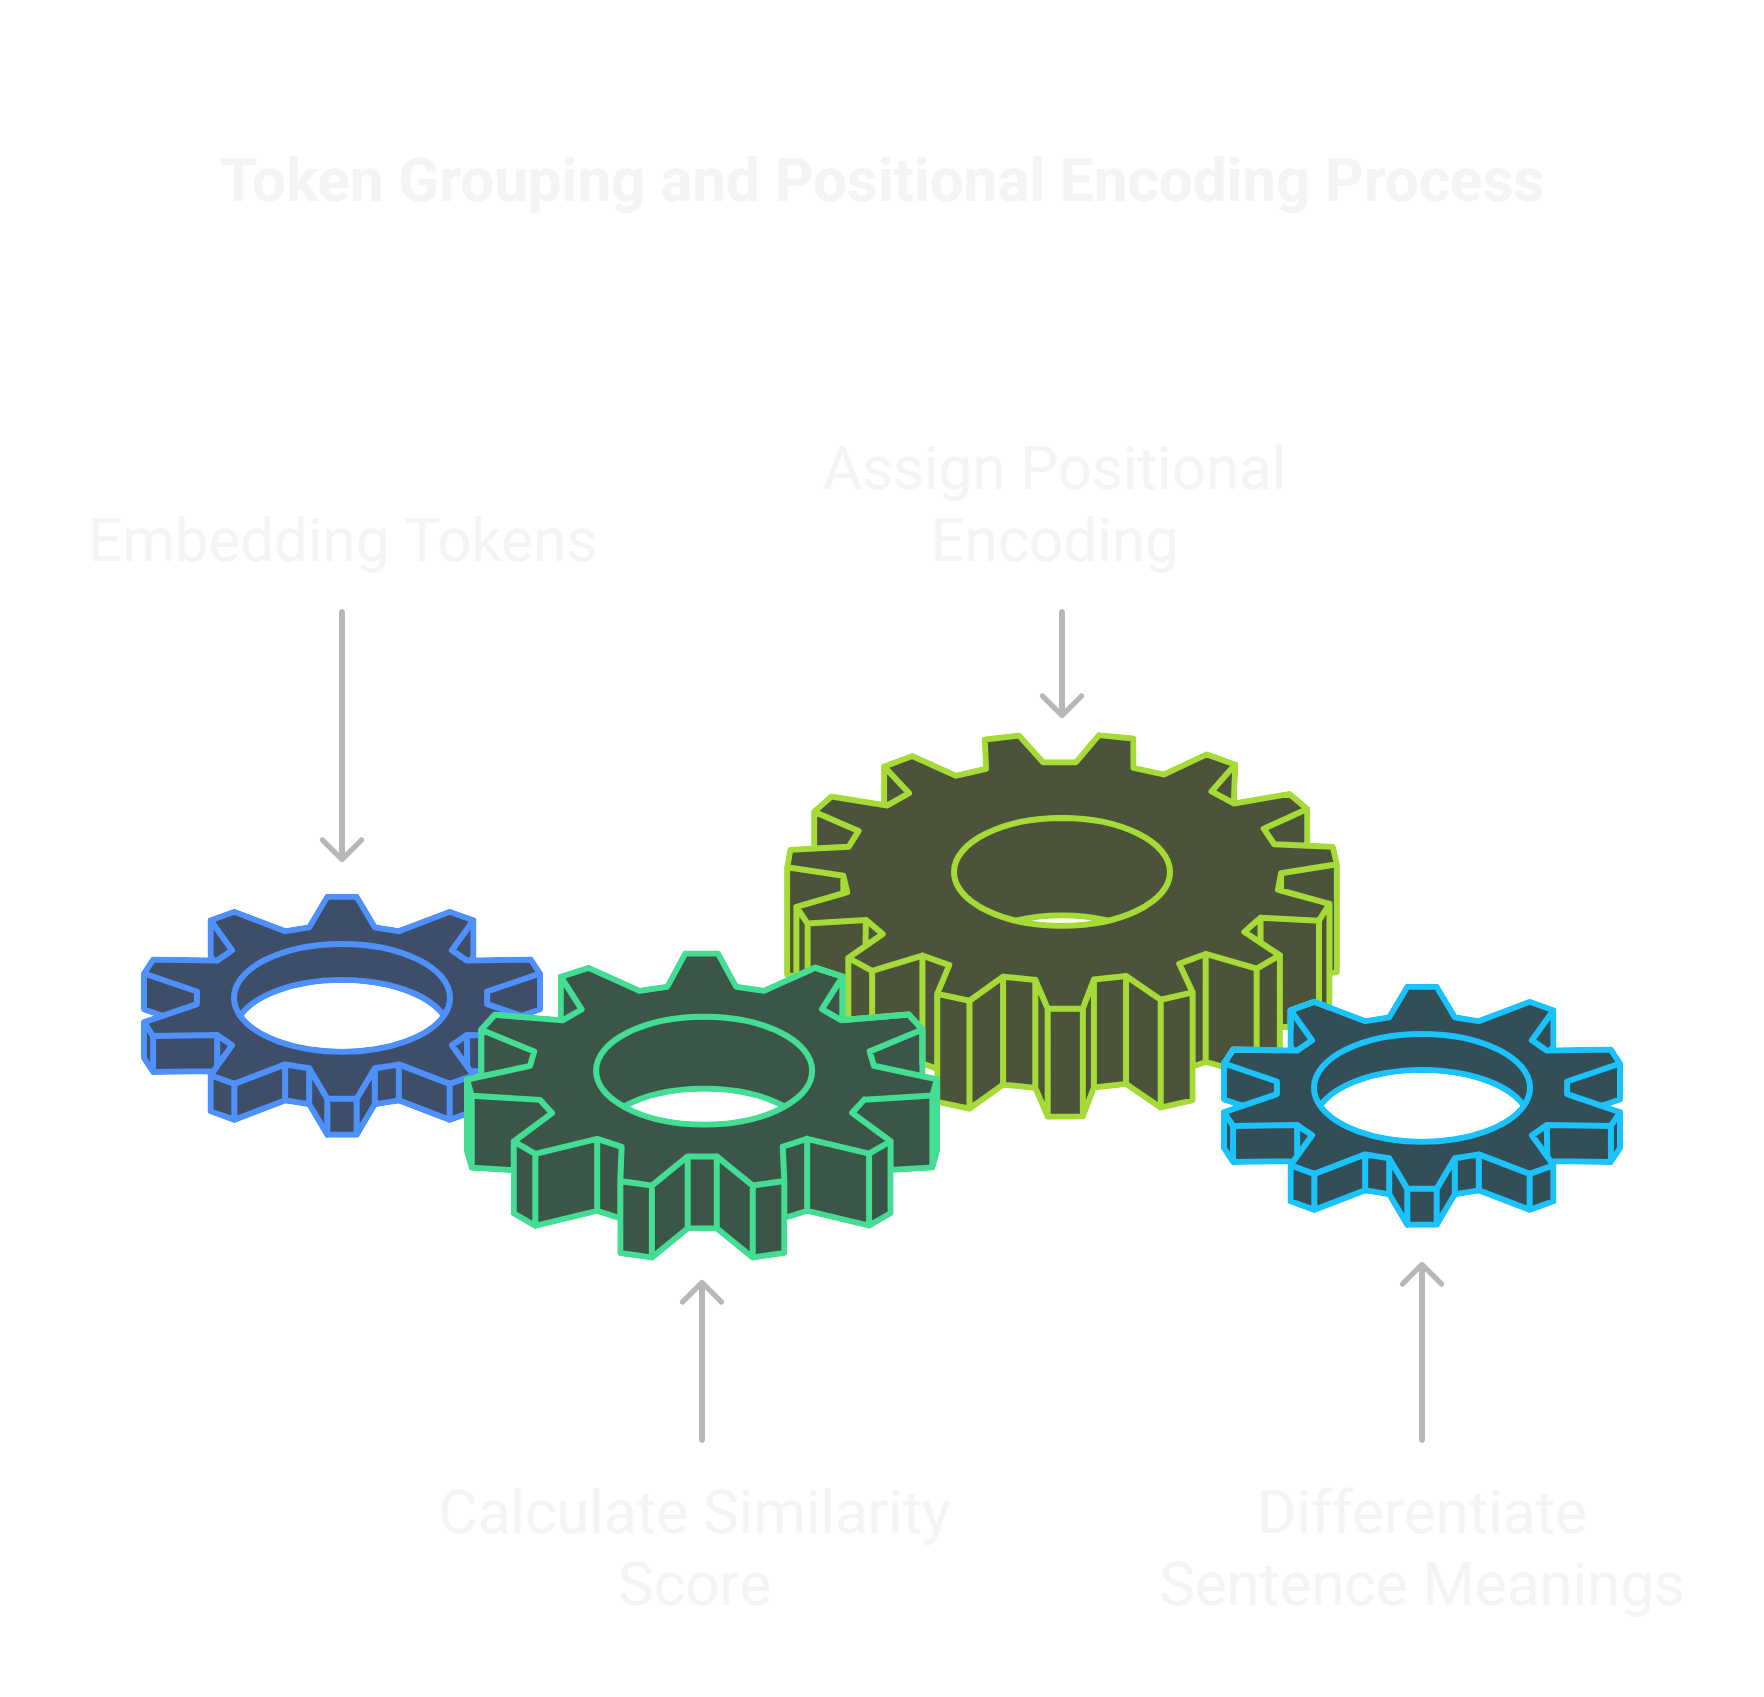 Token Grouping and Positional Encoding Process
Assign Positional
Encoding
Embedding Tokens
Calculate Similarity
Score
Differentiate
Sentence Meanings